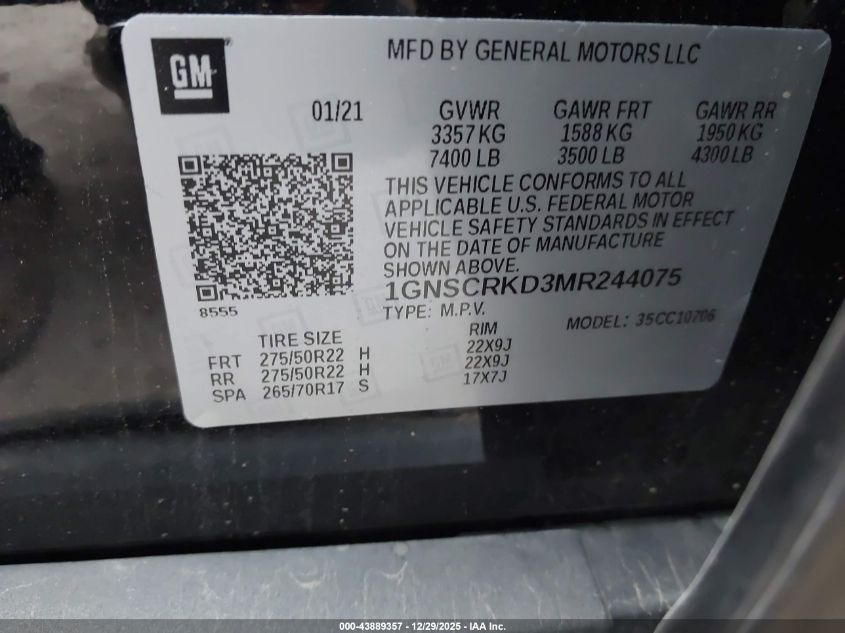 GM
MFD BY GENERAL MOTORS LLC
01/21 GVWR GAWR FRT GAWR RR
3357 KG 1588 KG 1950 KG
7400 LB 3500 LB 4300 LB
THIS VEHICLE CONFORMS TO ALL
APPLICABLE U.S. FEDERAL MOTOR
VEHICLE SAFETY STANDARDS IN EFFECT
ON THE DATE OF MANUFACTURE
SHOWN ABOVE.
1GNSCRKD3MR244075
8555
TYPE: M.P.V. MODEL: 35CC10706
TIRE SIZE RIM
FRT 275/50R22 H 22X9J
RR 275/50R22 H 22X9J
SPA 265/70R17 S 17X7J
000-43889357 - 12/29/2025 - IAA Inc.